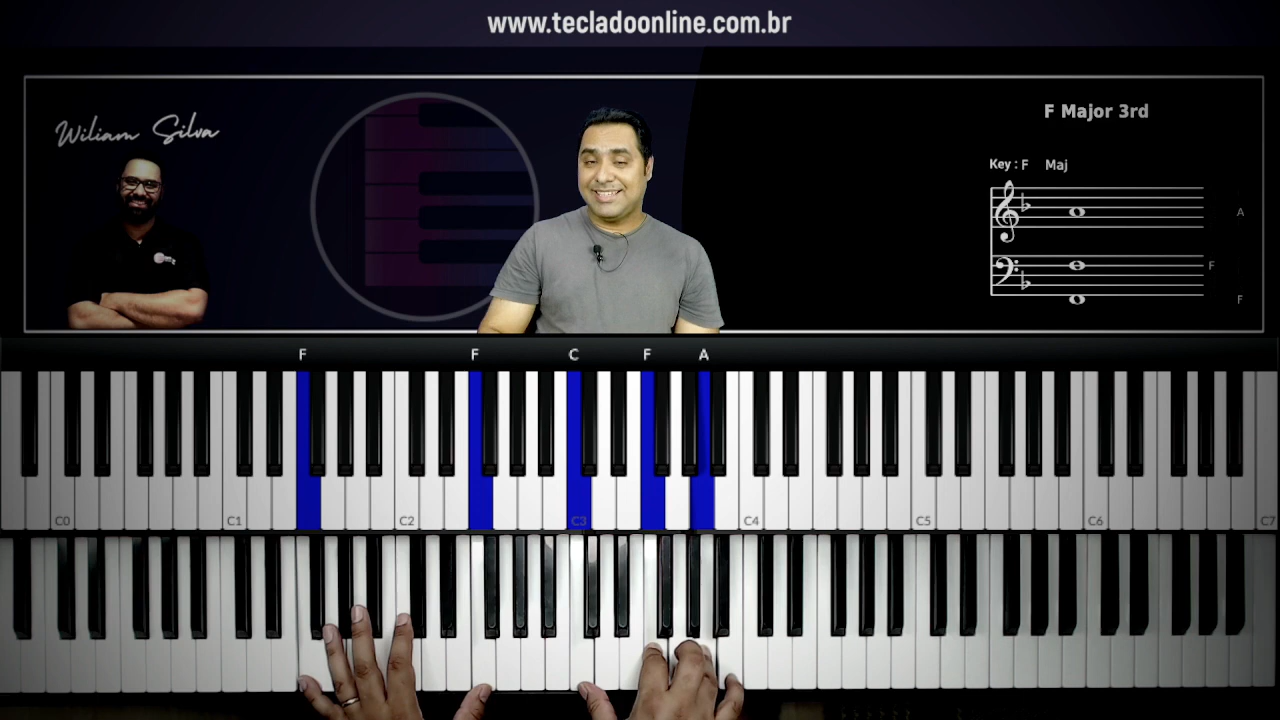 www.tecladoonline.com.br
Wiliam Silva
F Major 3rd
Key : F Maj
A
F
F
F F C F A
C0 C1 C2 C3 C4 C5 C6 C7